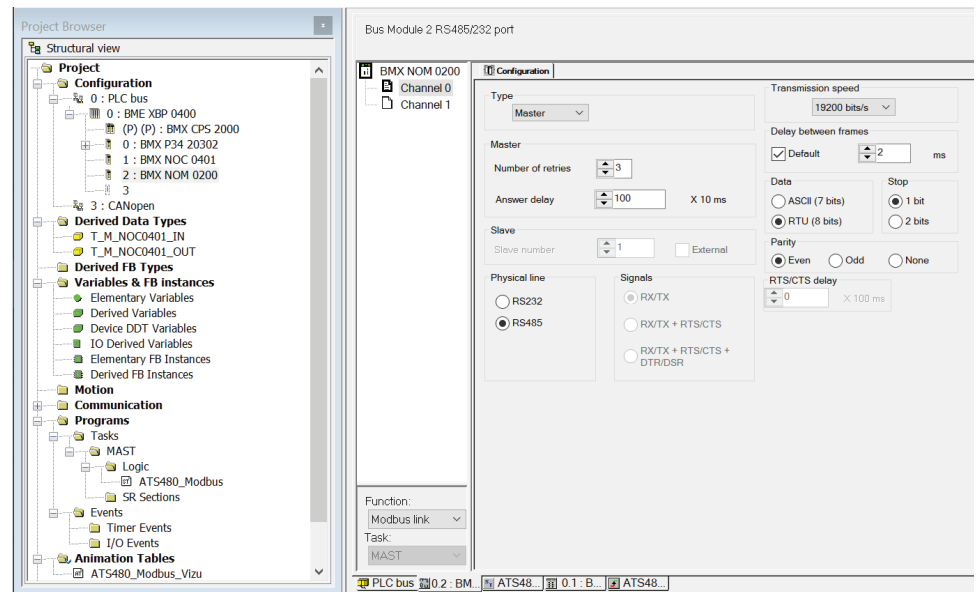 Project Browser
Structural view
Project
Configuration
0 : PLC bus
0 : BME XBP 0400
(P) (P) : BMX CPS 2000
0 : BMX P34 20302
1 : BMX NOC 0401
2 : BMX NOM 0200
3
3 : CANopen
Derived Data Types
T_M_NOC0401_IN
T_M_NOC0401_OUT
Derived FB Types
Variables & FB instances
Elementary Variables
Derived Variables
Device DDT Variables
IO Derived Variables
Elementary FB Instances
Derived FB Instances
Motion
Communication
Programs
Tasks
MAST
Logic
ATS480_Modbus
SR Sections
Events
Timer Events
I/O Events
Animation Tables
ATS480_Modbus_Vizu
Bus Module 2 RS485/232 port
BMX NOM 0200
Channel 0
Channel 1
Function:
Modbus link
Task:
MAST
Configuration
Type
Master
Master
Number of retries 3
Answer delay 100 X 10 ms
Slave
Slave number 1 External
Physical line
RS232
RS485
Signals
RX/TX
RX/TX + RTS/CTS
RX/TX + RTS/CTS +
DTR/DSR
Transmission speed
19200 bits/s
Delay between frames
Default 2 ms
Data
ASCII (7 bits)
RTU (8 bits)
Stop
1 bit
2 bits
Parity
Even Odd None
RTS/CTS delay
0 X 100 ms
PLC bus 0.2 : BM... ATS48... 0.1 : B... ATS48...